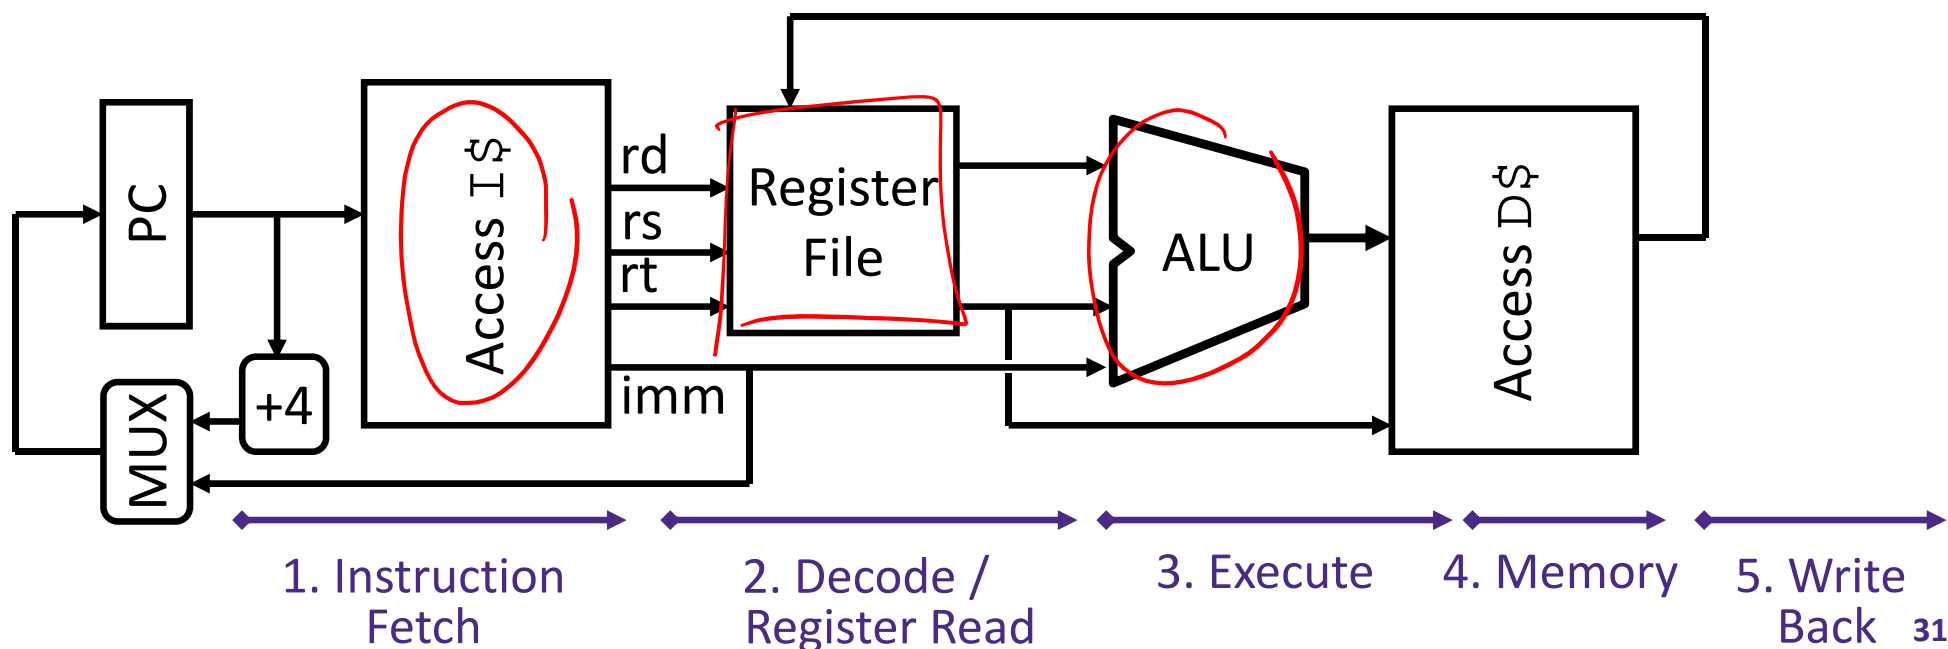 PC
MUX
+4
Access I$
rd
rs
rt
imm
Register
File
ALU
Access D$
1. Instruction
Fetch
2. Decode /
Register Read
3. Execute
4. Memory
5. Write
Back
31